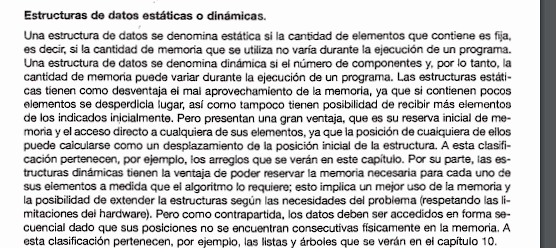 Estructuras de datos estáticas o dinámicas.
Una estructura de datos se denomina estática si la cantidad de elementos que contiene es fija,
es decir, si la cantidad de memoria que se utiliza no varía durante la ejecución de un programa.
Una estructura de datos se denomina dinámica si el número de componentes y, por lo tanto, la
cantidad de memoria puede variar durante la ejecución de un programa. Las estructuras estáti-
cas tienen como desventaja el mal aprovechamiento de la memoria, ya que si contienen pocos
elementos se desperdicia lugar, así como tampoco tienen posibilidad de recibir más elementos
de los indicados inicialmente. Pero presentan una gran ventaja, que es su reserva inicial de me-
moria y el acceso directo a cualquiera de sus elementos, ya que la posición de cualquiera de ellos
puede calcularse como un desplazamiento de la posición inicial de la estructura. A esta clasifi-
cación pertenecen, por ejemplo, los arreglos que se verán en este capítulo. Por su parte, las es-
tructuras dinámicas tienen la ventaja de poder reservar la memoria necesaria para cada uno de
sus elementos a medida que el algoritmo lo requiere; esto implica un mejor uso de la memoria y
la posibilidad de extender la estructuras según las necesidades del problema (respetando las li-
mitaciones del hardware). Pero como contrapartida, los datos deben ser accedidos en forma se-
cuencial dado que sus posiciones no se encuentran consecutivas físicamente en la memoria. A
esta clasificación pertenecen, por ejemplo, las listas y árboles que se verán en el capítulo 10.